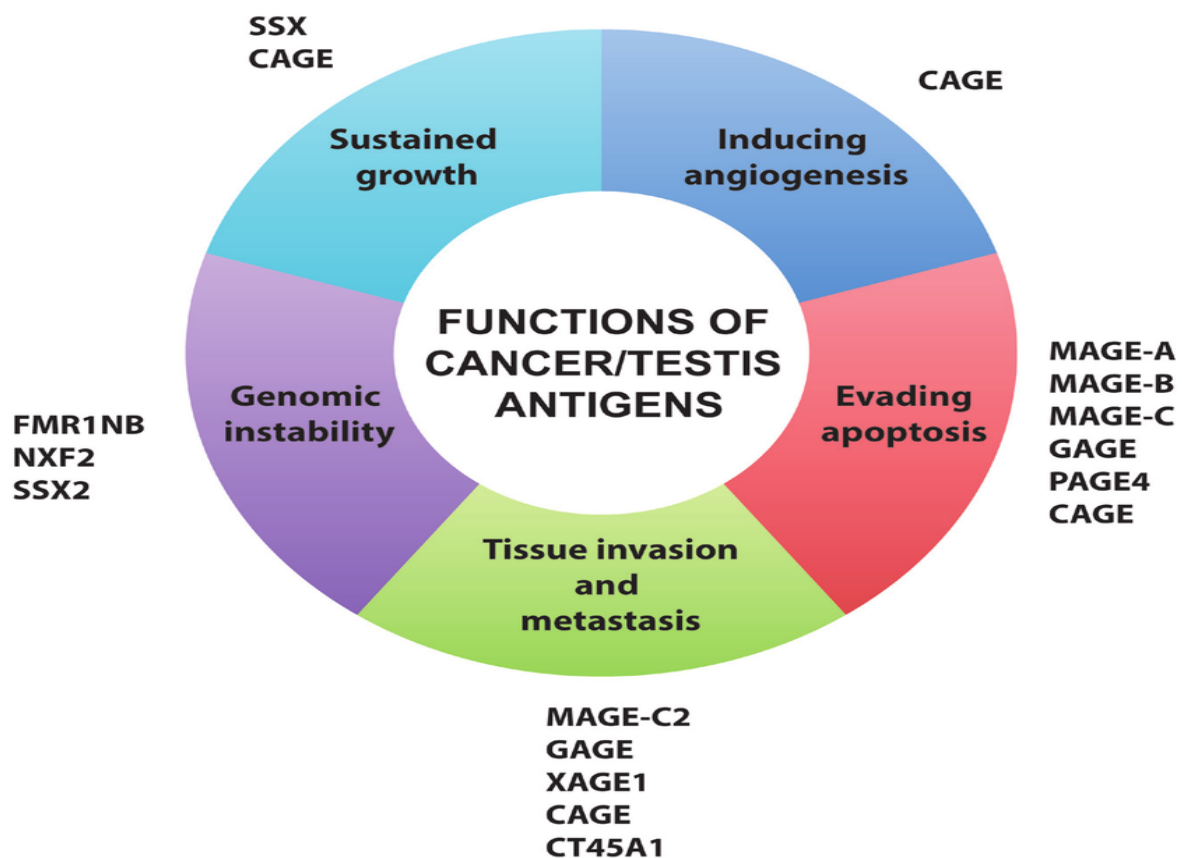 SSX
CAGE
CAGE
Sustained
growth
Inducing
angiogenesis
FUNCTIONS OF
CANCER/TESTIS
ANTIGENS
Genomic
instability
Evading
apoptosis
MAGE-A
MAGE-B
MAGE-C
GAGE
PAGE4
CAGE
FMR1NB
NXF2
SSX2
Tissue invasion
and
metastasis
MAGE-C2
GAGE
XAGE1
CAGE
CT45A1